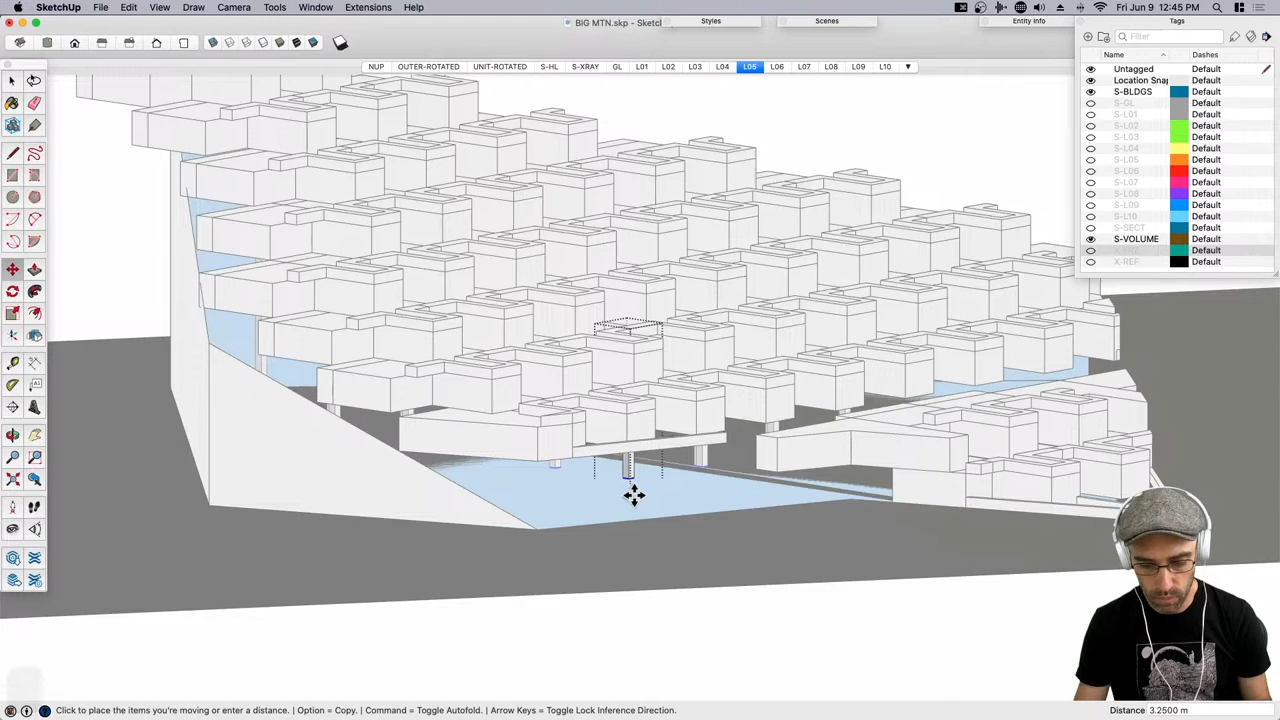 SketchUp File Edit View Draw Camera Tools Window Extensions Help
Fri Jun 9 12:45 PM
BIG MTN.skp - Sketc
Styles
Scenes
Entity Info
Tags
Filter
NUP OUTER-ROTATED UNIT-ROTATED S-HL S-XRAY GL L01 L02 L03 L04 L05 L06 L07 L08 L09 L10
Name Dashes
Untagged Default
Location Snap Default
S-BLDGS Default
S-GL Default
S-L01 Default
S-L02 Default
S-L03 Default
S-L04 Default
S-L05 Default
S-L06 Default
S-L07 Default
S-L08 Default
S-L09 Default
S-L10 Default
S-SECT Default
S-VOLUME Default
Default
X-REF Default
Click to place the items you're moving or enter a distance. | Option = Copy. | Command = Toggle Autofold. | Arrow Keys = Toggle Lock Inference Direction.
Distance 3.2500 m